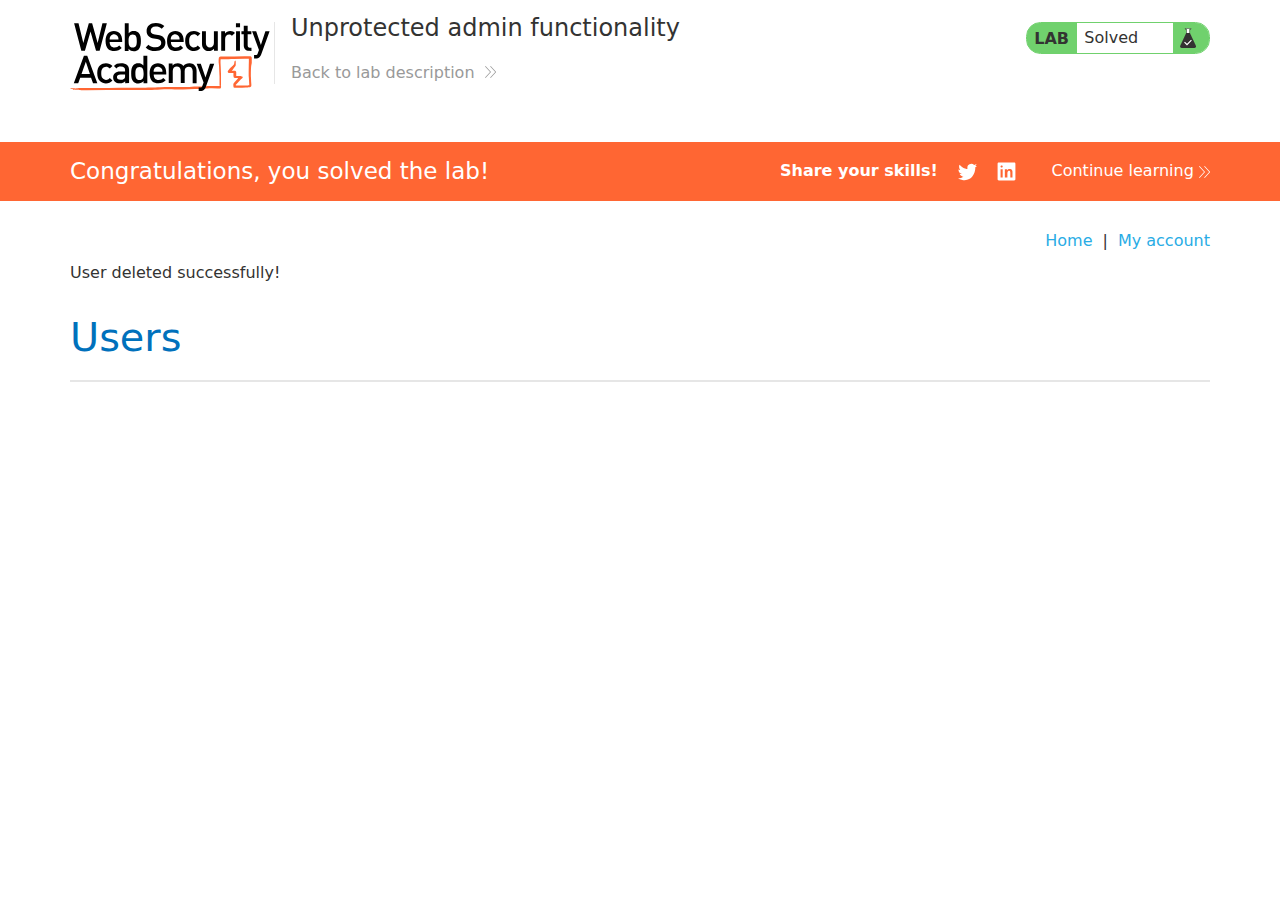 Web Security
Academy
Unprotected admin functionality
Back to lab description
LAB Solved
Congratulations, you solved the lab!
Share your skills!
Continue learning
Home | My account
User deleted successfully!
Users